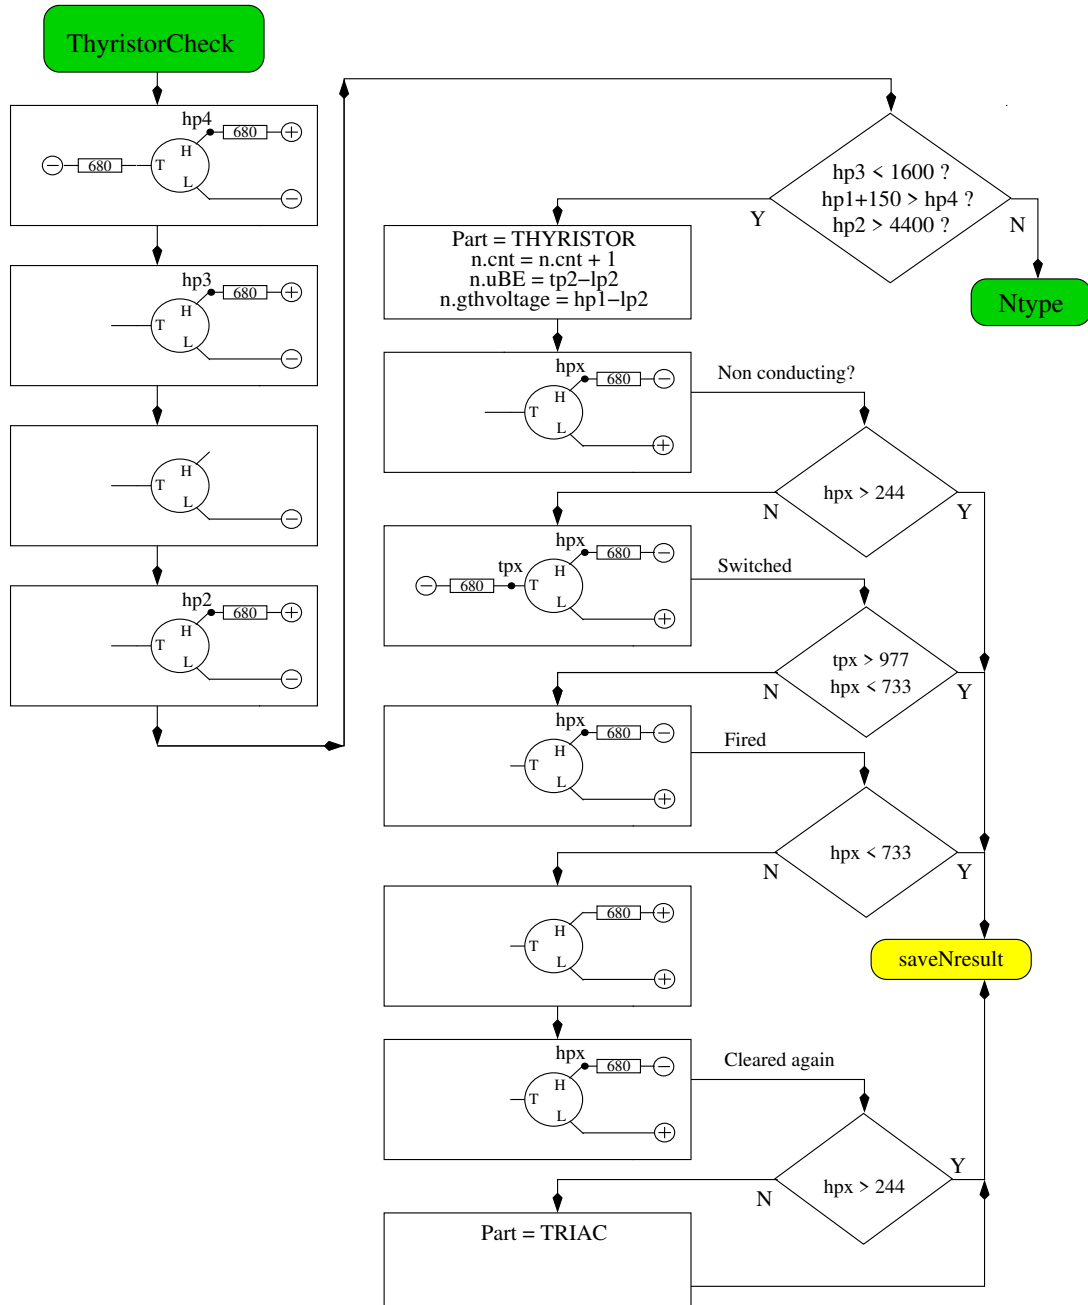 ThyristorCheck
hp4
680 +
− 680 T H
L −
hp3
680 +
T H
L −
T H
L −
hp2
680 +
T H
L −
hp3 < 1600 ?
hp1+150 > hp4 ?
hp2 > 4400 ?
Y
N
Ntype
Part = THYRISTOR
n.cnt = n.cnt + 1
n.uBE = tp2−lp2
n.gthvoltage = hp1−lp2
hpx
680 −
T H
L +
Non conducting?
hpx > 244
N
Y
hpx
680 −
tpx
− 680 T H
L +
Switched
tpx > 977
hpx < 733
N
Y
hpx
680 −
T H
L +
Fired
hpx < 733
N
Y
680 +
T H
L +
saveNresult
hpx
680 −
T H
L +
Cleared again
hpx > 244
N
Y
Part = TRIAC